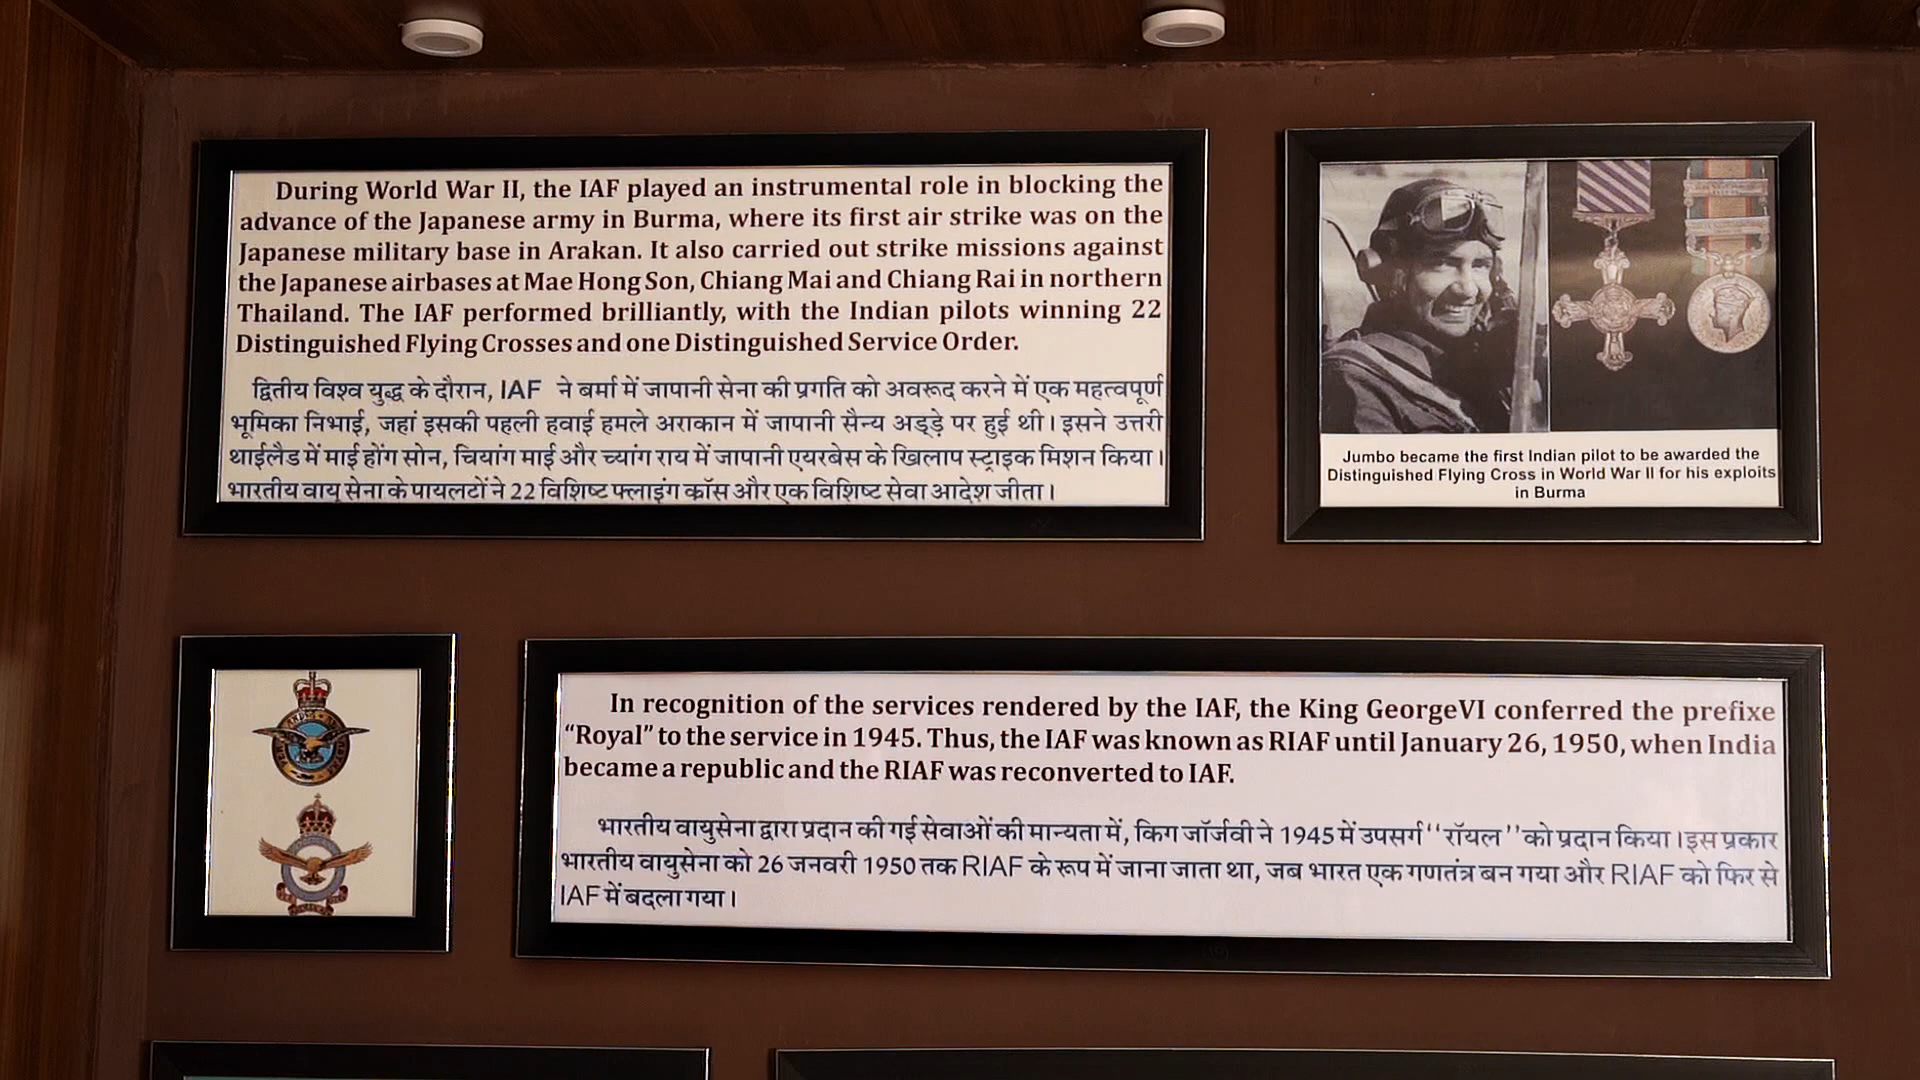 During World War II, the IAF played an instrumental role in blocking the
advance of the Japanese army in Burma, where its first air strike was on the
Japanese military base in Arakan. It also carried out strike missions against
the Japanese airbases at Mae Hong Son, Chiang Mai and Chiang Rai in northern
Thailand. The IAF performed brilliantly, with the Indian pilots winning 22
Distinguished Flying Crosses and one Distinguished Service Order.
द्वितीय विश्व युद्ध के दौरान, IAF ने बर्मा में जापानी सेना की प्रगति को अवरूद करने में एक महत्वपूर्ण
भूमिका निभाई, जहां इसकी पहली हवाई हमले अराकान में जापानी सैन्य अड्ड़े पर हुई थी। इसने उत्तरी
थाईलैड में माई होंग सोन, चियांग माई और च्यांग राय में जापानी एयरबेस के खिलाप स्ट्राइक मिशन किया।
भारतीय वायु सेना के पायलटों ने 22 विशिष्ट फ्लाइंग क्रॉस और एक विशिष्ट सेवा आदेश जीता।
Jumbo became the first Indian pilot to be awarded the
Distinguished Flying Cross in World War II for his exploits
in Burma
In recognition of the services rendered by the IAF, the King GeorgeVI conferred the prefixe
“Royal” to the service in 1945. Thus, the IAF was known as RIAF until January 26, 1950, when India
became a republic and the RIAF was reconverted to IAF.
भारतीय वायुसेना द्वारा प्रदान की गई सेवाओं की मान्यता में, किग जॉर्जवी ने 1945 में उपसर्ग ‘‘रॉयल’’ को प्रदान किया। इस प्रकार
भारतीय वायुसेना को 26 जनवरी 1950 तक RIAF के रूप में जाना जाता था, जब भारत एक गणतंत्र बन गया और RIAF को फिर से
IAF में बदला गया।